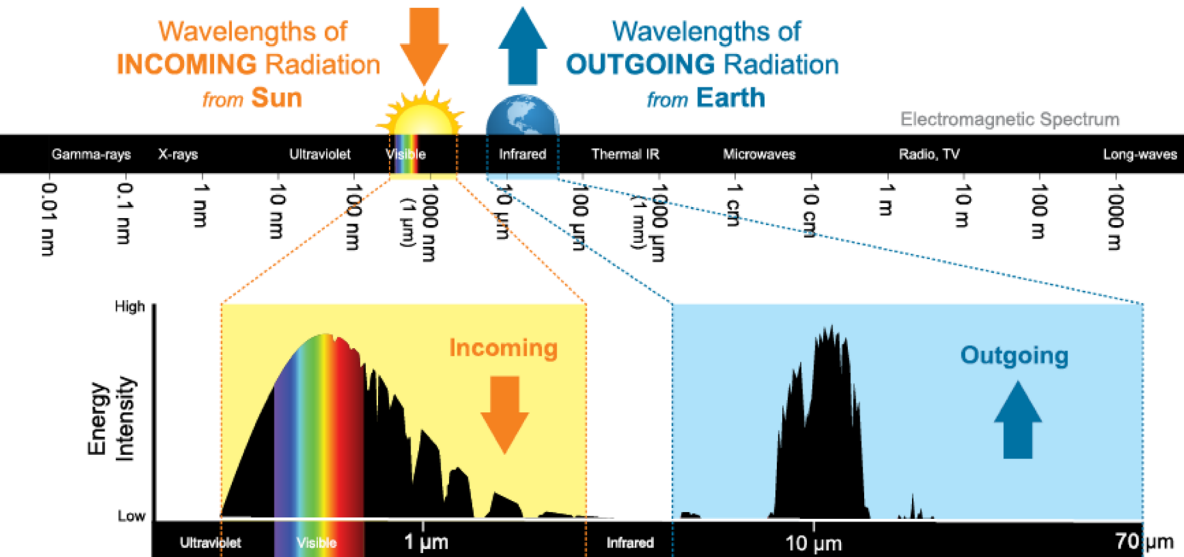 Wavelengths of
INCOMING Radiation
from Sun
Wavelengths of
OUTGOING Radiation
from Earth
Electromagnetic Spectrum
Gamma-rays X-rays Ultraviolet Visible Infrared Thermal IR Microwaves Radio, TV Long-waves
0.01 nm
0.1 nm
1 nm
10 nm
100 nm
1000 nm
(1 μm)
10 μm
100 μm
1000 μm
(1 mm)
1 cm
10 cm
1 m
10 m
100 m
1000 m
High
Energy
Intensity
Low
Incoming
Outgoing
Ultraviolet Visible 1 μm Infrared 10 μm 70 μm